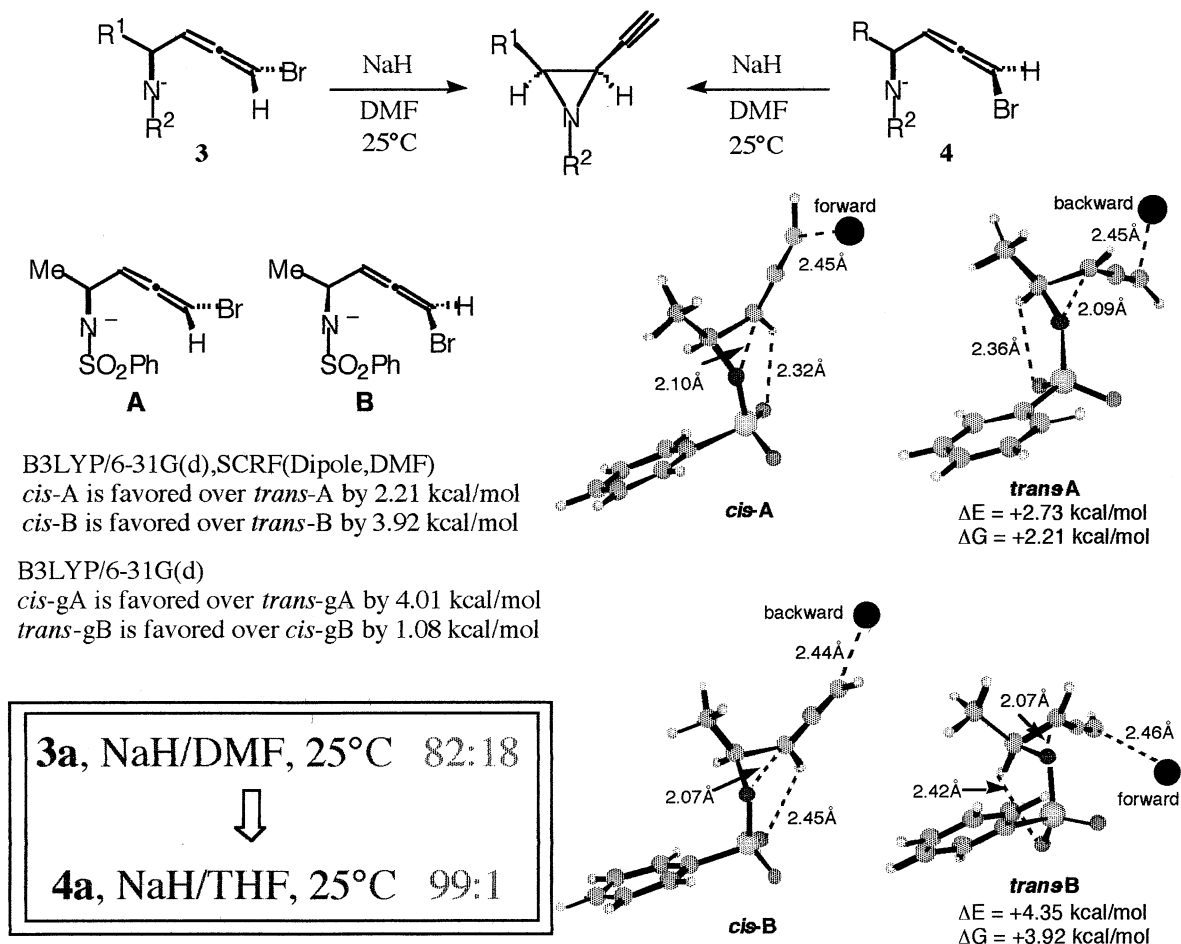 R1
Br
N-
H
R2
3
NaH
DMF
25°C
R1
H
H
N
R2
NaH
DMF
25°C
R
H
N-
Br
R2
4
Me
Br
N –
H
SO2Ph
A
Me
H
N –
Br
SO2Ph
B
forward
2.45Å
2.10Å
2.32Å
cis-A
backward
2.45Å
2.09Å
2.36Å
trans-A
ΔE = +2.73 kcal/mol
ΔG = +2.21 kcal/mol
B3LYP/6-31G(d),SCRF(Dipole,DMF)
cis-A is favored over trans-A by 2.21 kcal/mol
cis-B is favored over trans-B by 3.92 kcal/mol
B3LYP/6-31G(d)
cis-gA is favored over trans-gA by 4.01 kcal/mol
trans-gB is favored over cis-gB by 1.08 kcal/mol
3a, NaH/DMF, 25°C 82:18
4a, NaH/THF, 25°C 99:1
backward
2.44Å
2.07Å
2.45Å
cis-B
2.07Å
2.46Å
2.42Å
forward
trans-B
ΔE = +4.35 kcal/mol
ΔG = +3.92 kcal/mol